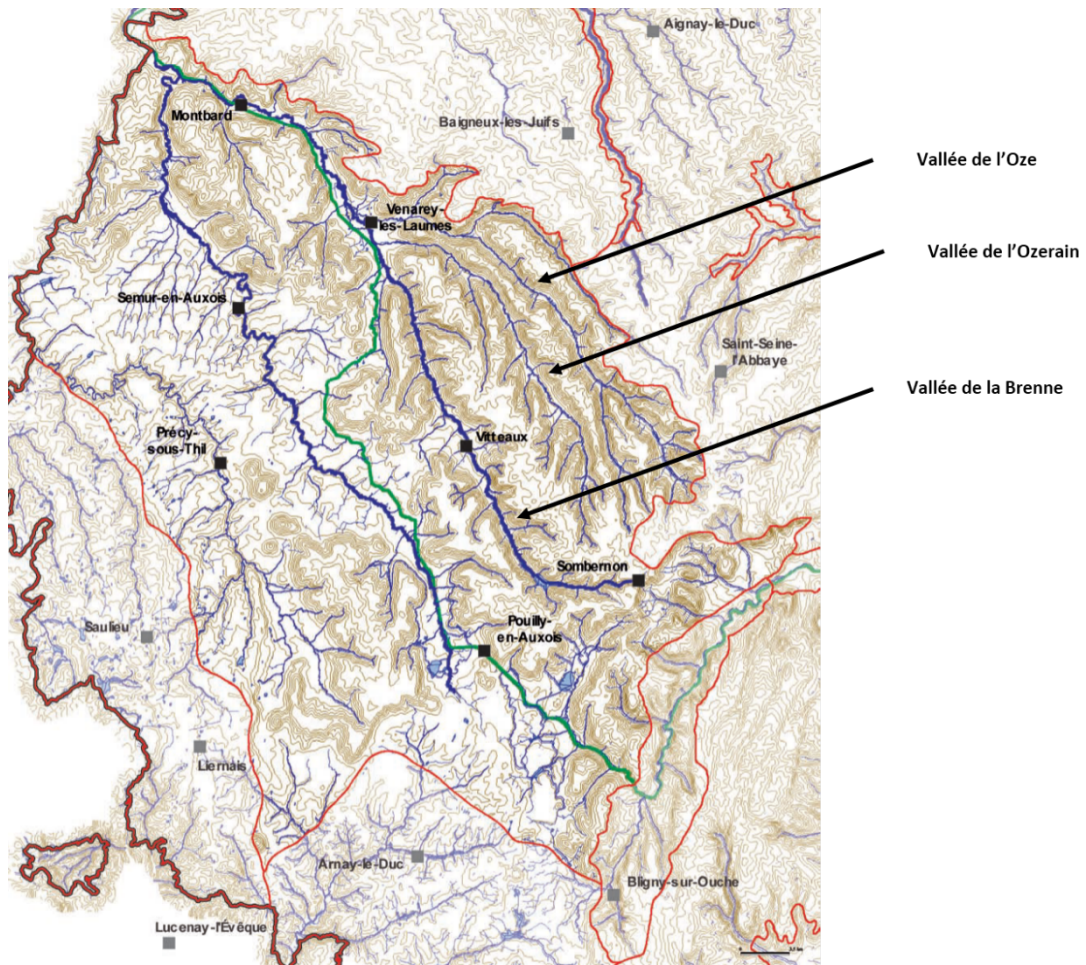 Aignay-le-Duc
Montbard
Baigneux-les-Juifs
Vallée de l'Oze
Venarey-
les-Laumes
Vallée de l'Ozerain
Semur-en-Auxois
Saint-Seine-
l'Abbaye
Vallée de la Brenne
Précy-
sous-Thil
Vitteaux
Sombernon
Saulieu
Pouilly-
en-Auxois
Liernais
Arnay-le-Duc
Bligny-sur-Ouche
Lucenay-l'Évêque